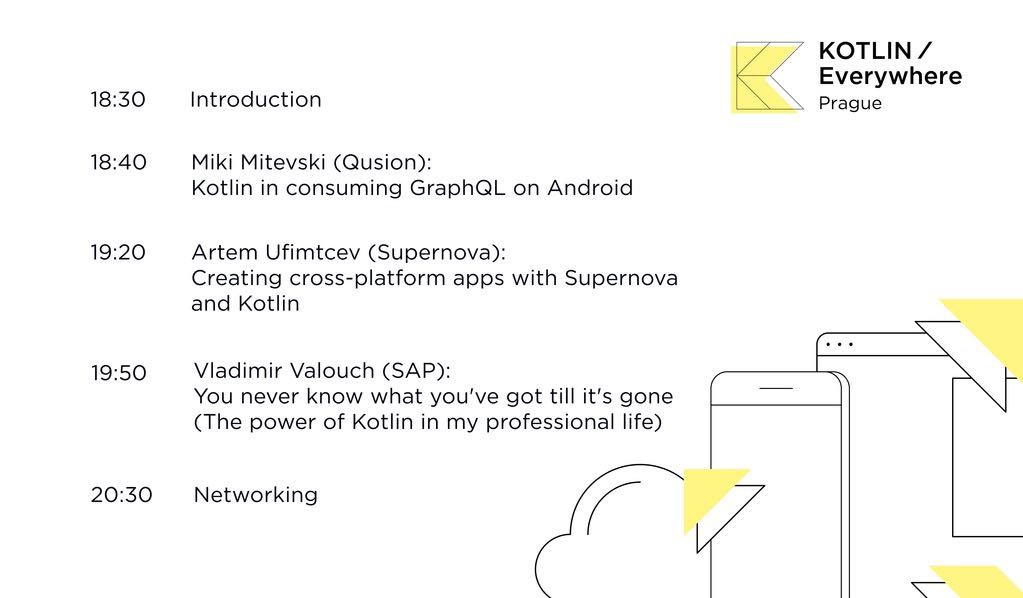 KOTLIN /
Everywhere
Prague
18:30 Introduction
18:40 Miki Mitevski (Qusion):
Kotlin in consuming GraphQL on Android
19:20 Artem Ufimtcev (Supernova):
Creating cross-platform apps with Supernova
and Kotlin
19:50 Vladimir Valouch (SAP):
You never know what you've got till it's gone
(The power of Kotlin in my professional life)
20:30 Networking